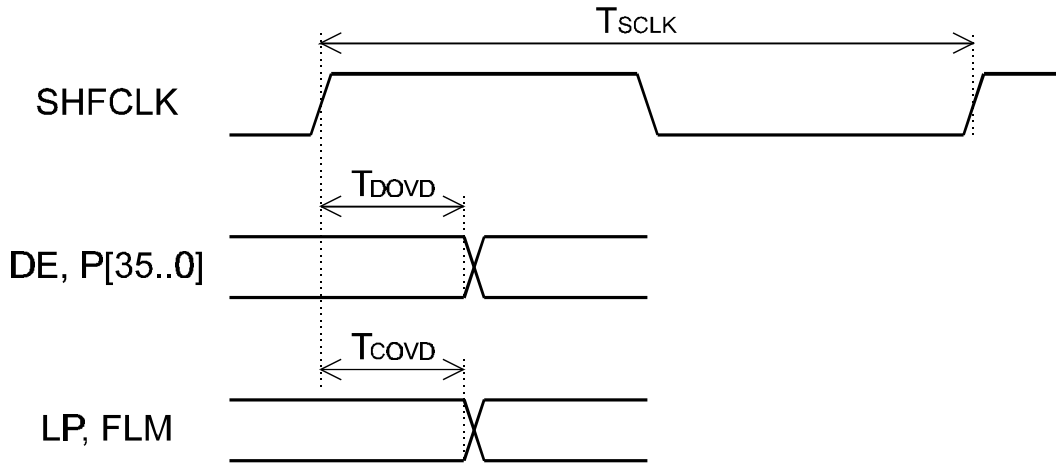 TSCLK
SHFCLK
TDOVD
DE, P[35..0]
TCOVD
LP, FLM